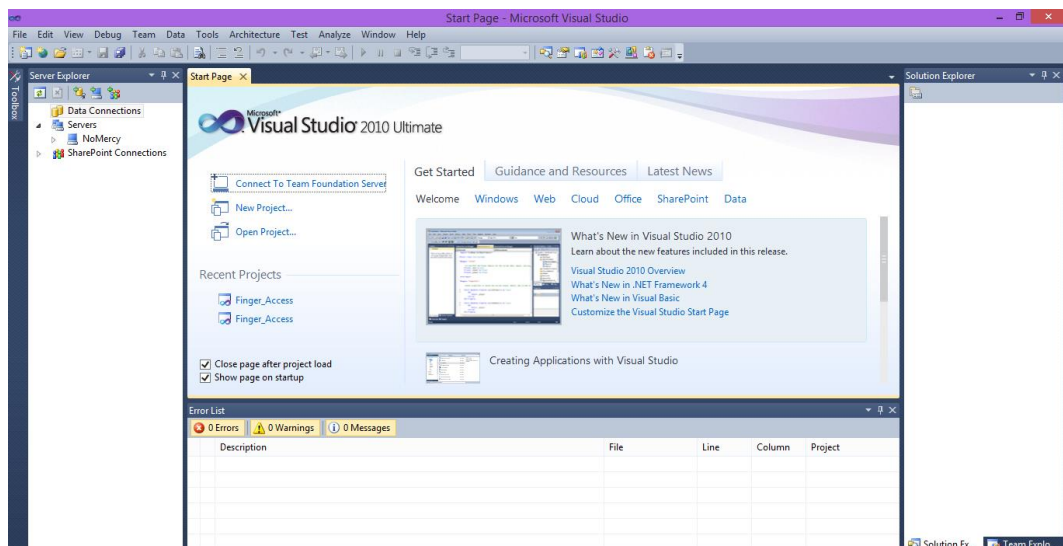 Start Page - Microsoft Visual Studio
File Edit View Debug Team Data Tools Architecture Test Analyze Window Help
Toolbox
Server Explorer
Data Connections
Servers
NoMercy
SharePoint Connections
Start Page
Microsoft
Visual Studio 2010 Ultimate
Connect To Team Foundation Server
New Project...
Open Project...
Recent Projects
Finger_Access
Finger_Access
Close page after project load
Show page on startup
Get Started Guidance and Resources Latest News
Welcome Windows Web Cloud Office SharePoint Data
What's New in Visual Studio 2010
Learn about the new features included in this release.
Visual Studio 2010 Overview
What's New in .NET Framework 4
What's New in Visual Basic
Customize the Visual Studio Start Page
Creating Applications with Visual Studio
Error List
0 Errors 0 Warnings 0 Messages
Description File Line Column Project
Solution Explorer
Solution Ex... Team Explo...